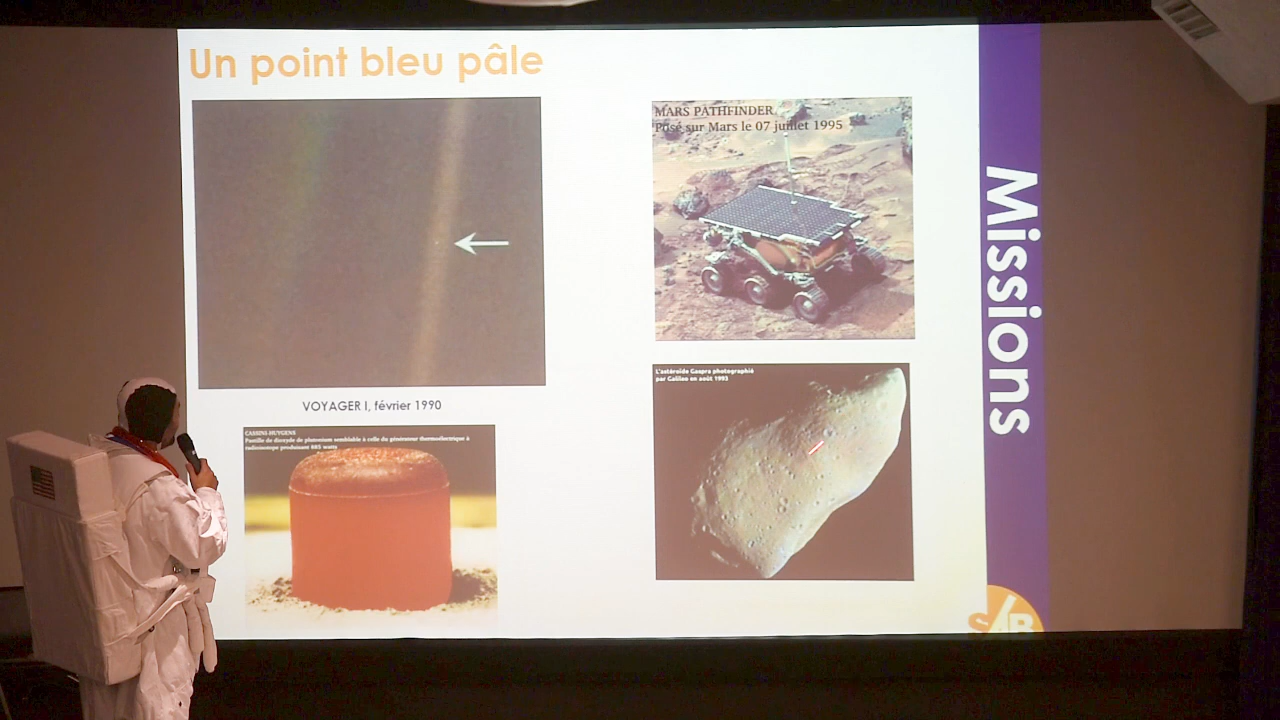 Un point bleu pâle
VOYAGER I, février 1990
CASSINI-HUYGENS
Pastille de dioxyde de plutonium semblable à celle du générateur thermoélectrique à
radioisotope produisant 885 watts
MARS PATHFINDER
Posé sur Mars le 07 juillet 1995
L'astéroïde Gaspra photographié
par Galileo en août 1993
Missions
SAB